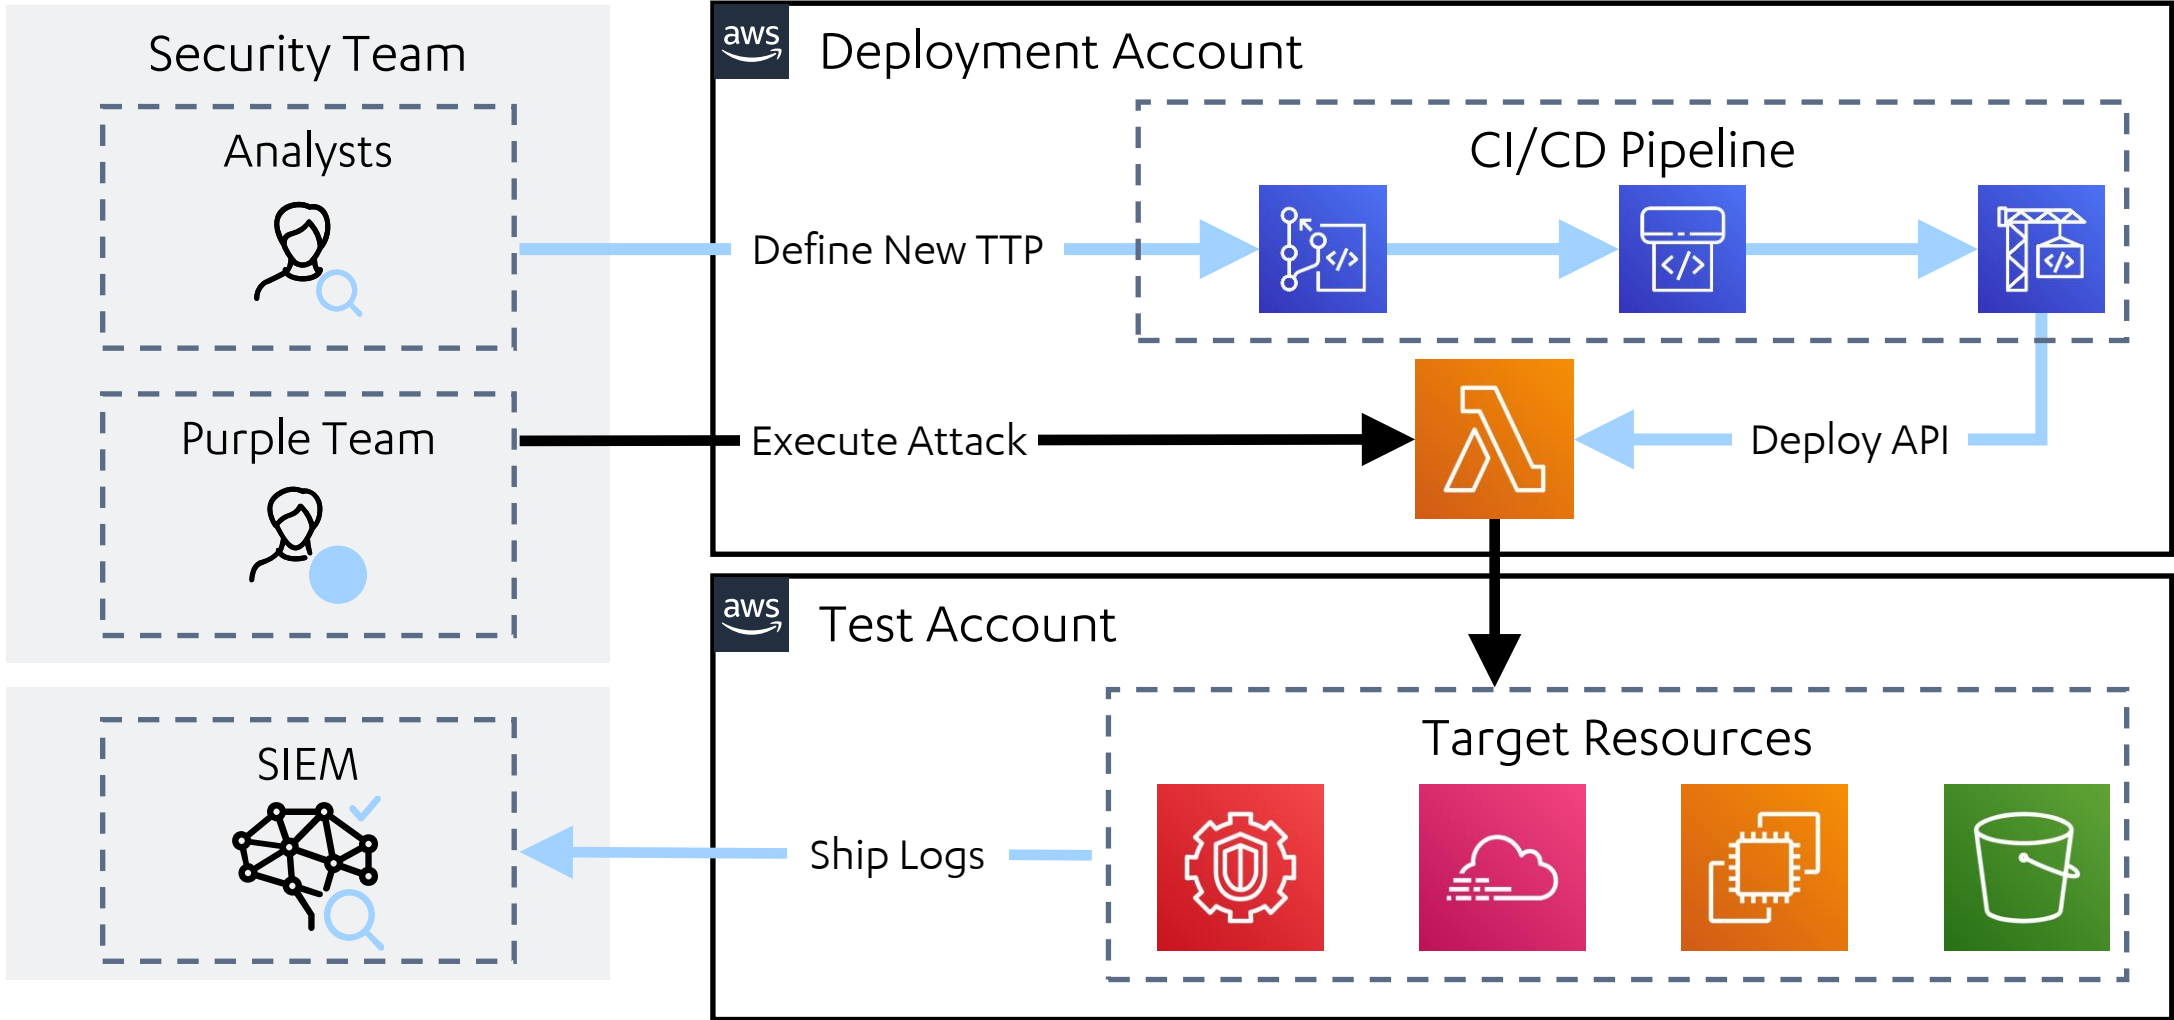 Security Team
Analysts
Purple Team
SIEM
aws
Deployment Account
CI/CD Pipeline
Define New TTP
</>
</>
</>
Execute Attack
Deploy API
aws
Test Account
Target Resources
Ship Logs